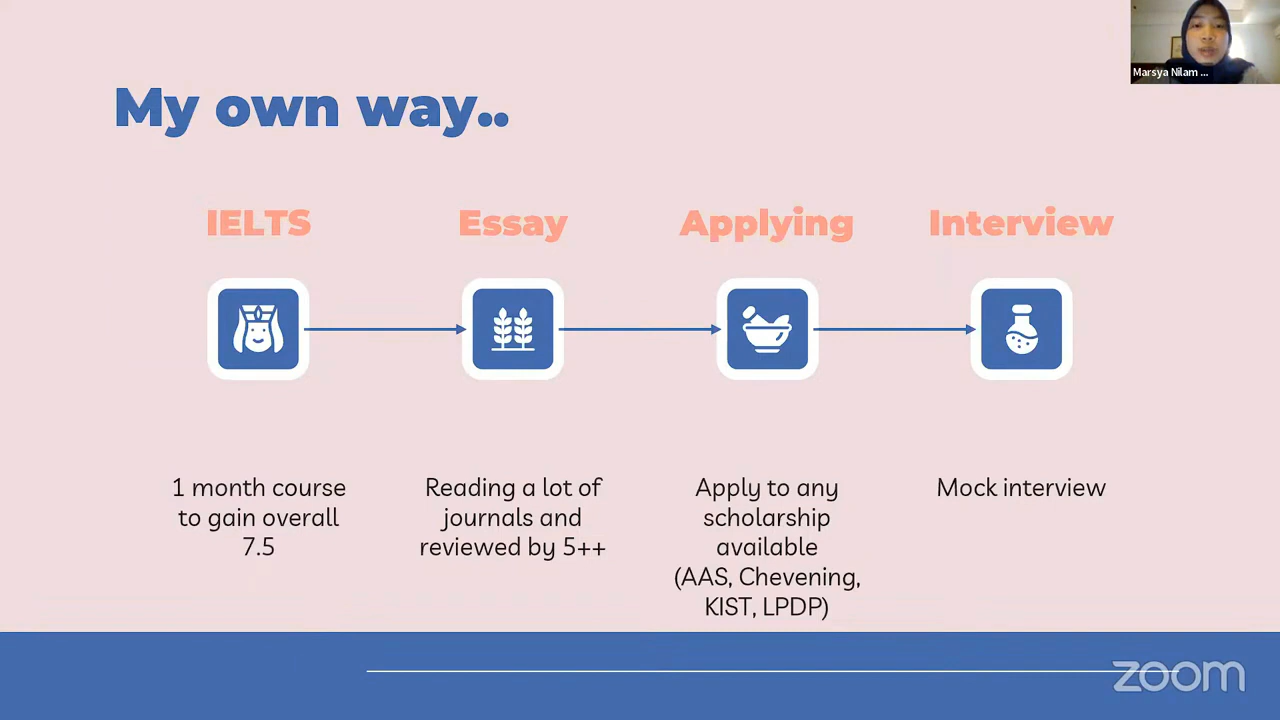 Marsya Nilam ...
My own way..
IELTS
Essay
Applying
Interview
1 month course
to gain overall
7.5
Reading a lot of
journals and
reviewed by 5++
Apply to any
scholarship
available
(AAS, Chevening,
KIST, LPDP)
Mock interview
zoom